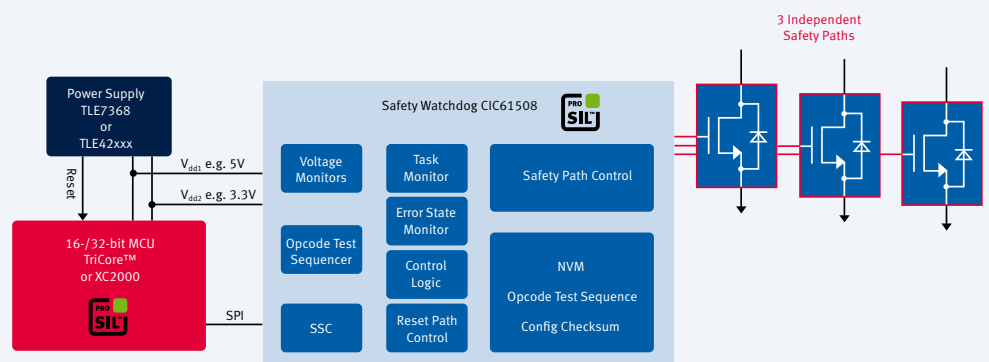 3 Independent
Safety Paths
Power Supply
TLE7368
or
TLE42xxx
Safety Watchdog CIC61508
PRO
SIL™
Reset
Vdd1 e.g. 5V
Vdd2 e.g. 3.3V
Voltage
Monitors
Task
Monitor
Safety Path Control
Error State
Monitor
Opcode Test
Sequencer
16-/32-bit MCU
TriCore™
or XC2000
PRO
SIL™
Control
Logic
NVM
Opcode Test Sequence
Config Checksum
SPI
SSC
Reset Path
Control